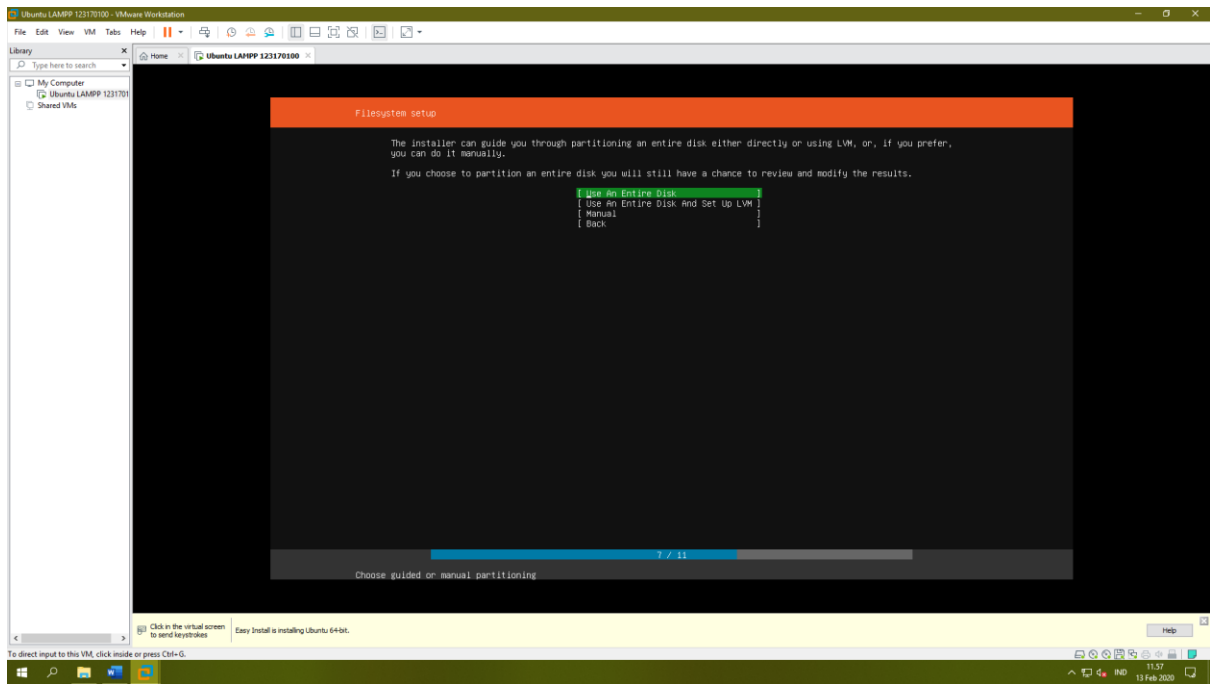 Ubuntu LAMPP 123170100 - VMware Workstation
File Edit View VM Tabs Help
Library
Type here to search
My Computer
Ubuntu LAMPP 1231701
Shared VMs
Home
Ubuntu LAMPP 123170100
Filesystem setup
The installer can guide you through partitioning an entire disk either directly or using LVM, or, if you prefer,
you can do it manually.
If you choose to partition an entire disk you will still have a chance to review and modify the results.
[ Use An Entire Disk ]
[ Use An Entire Disk And Set Up LVM ]
[ Manual ]
[ Back ]
7 / 11
Choose guided or manual partitioning
Click in the virtual screen
to send keystrokes
Easy Install is installing Ubuntu 64-bit.
Help
To direct input to this VM, click inside or press Ctrl+G.
IND
11.57
13 Feb 2020